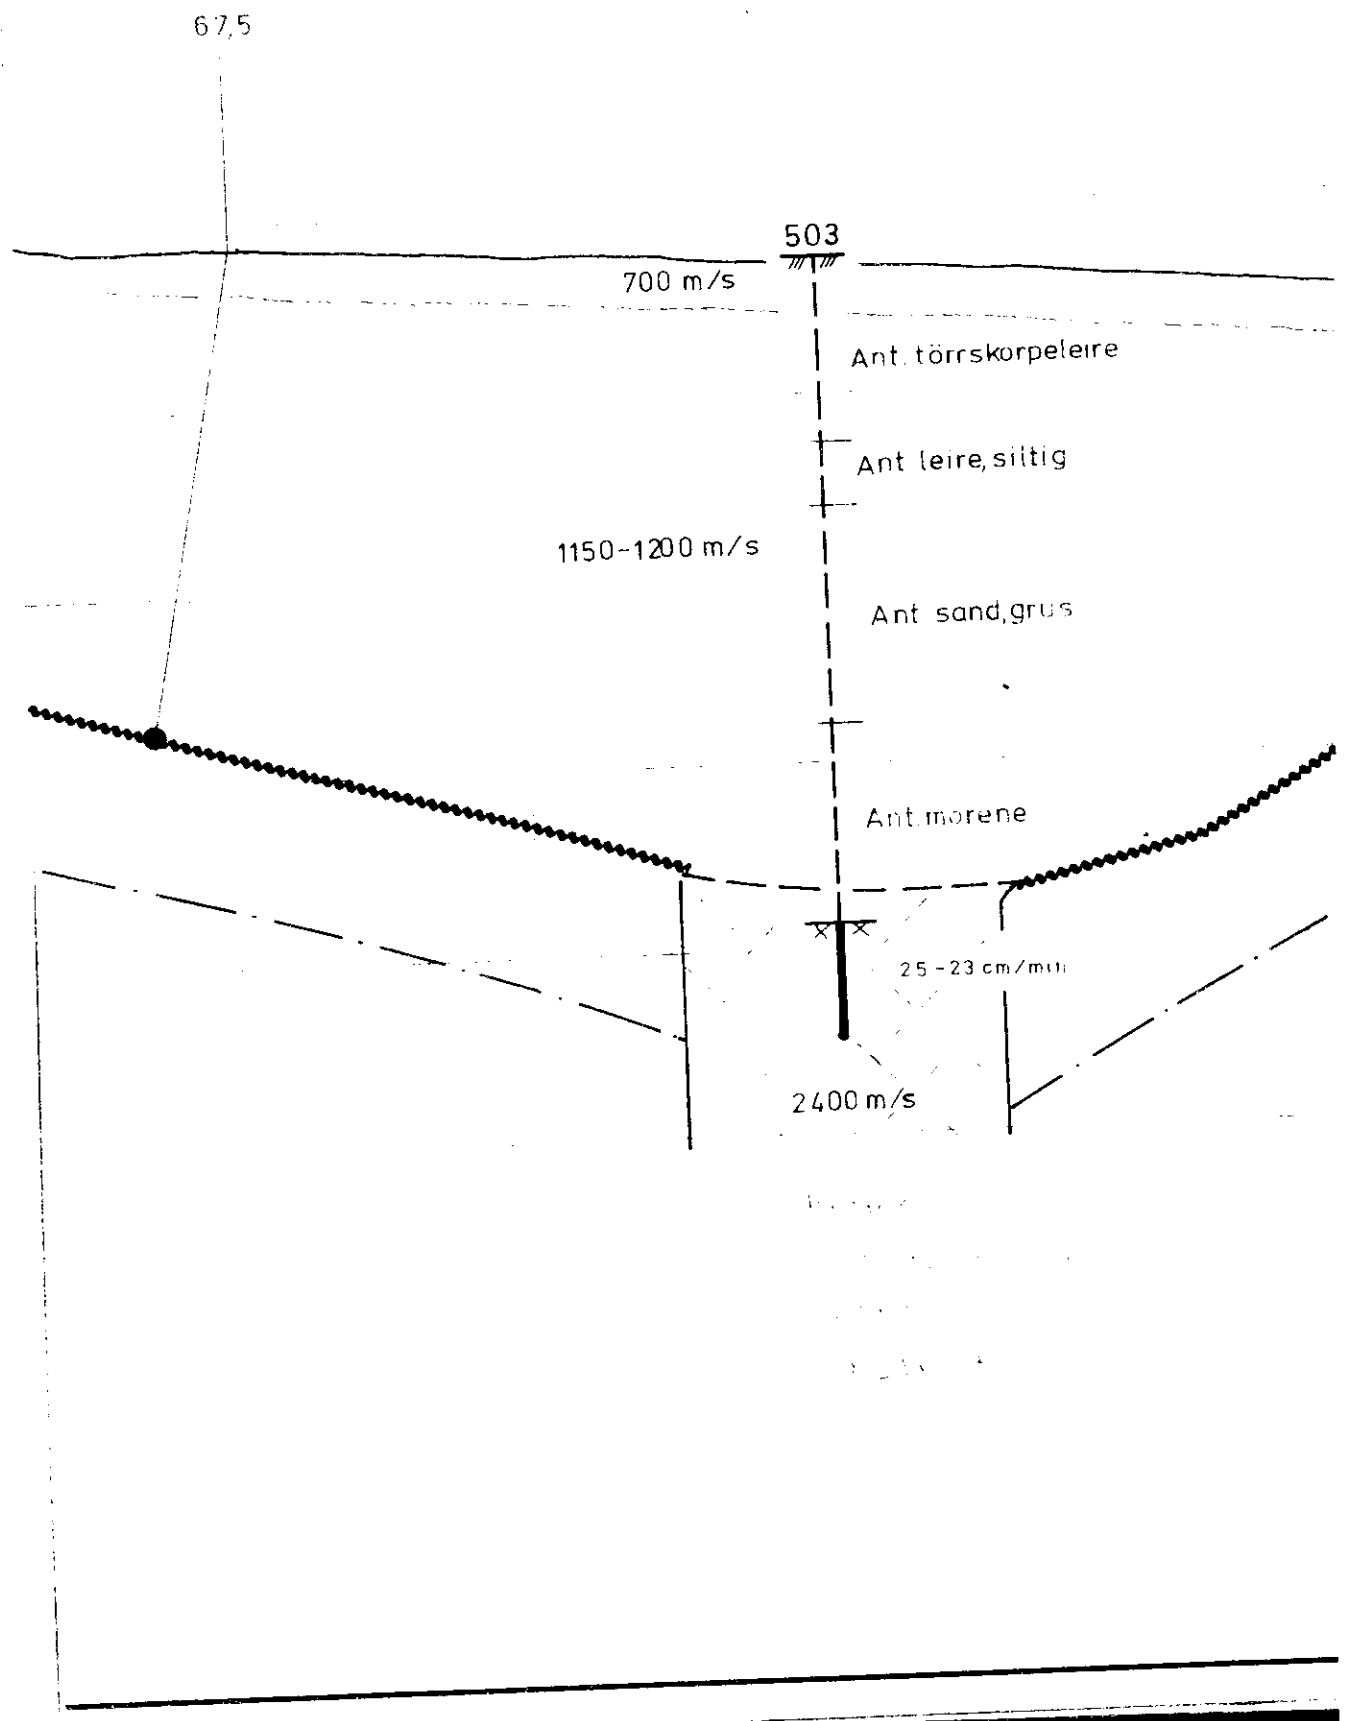 67,5
503
700 m/s
Ant. törrskorpeleire
Ant leire, siltig
1150-1200 m/s
Ant sand, grus
Ant. morene
25-23 cm/min
2400 m/s